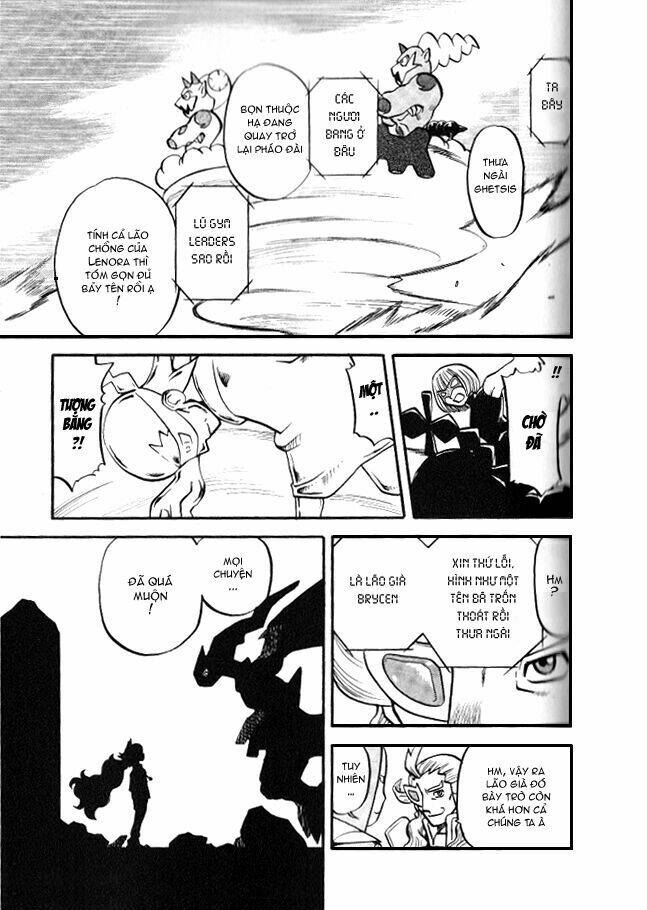 TA
ĐÂY
THƯA
NGÀI
GHETSIS
CÁC
NGƯƠI
ĐANG Ở
ĐÂU
BỌN THUỘC
HẠ ĐANG
QUAY TRỞ
LẠI PHÁO ĐÀI
LŨ GYM
LEADERS
SAO RỒI
TÍNH CẢ LÃO
CHỒNG CỦA
LENORA THÌ
TÓM GỌN ĐỦ
BẢY TÊN RỒI Ạ
!
!!
CHỜ
ĐÃ
MỘT
..
TƯỢNG
BĂNG
?!
HM
?
XIN THỨ LỖI,
HÌNH NHƯ MỘT
TÊN ĐÃ TRỐN
THOÁT RỒI
THƯA NGÀI
LÀ LÃO GIÀ
BRYCEN
HM, VẬY RA
LÃO GIÀ ĐÓ
BÀY TRÒ CÒN
KHÁ HƠN CẢ
CHÚNG TA À
TUY
NHIÊN
...
MỌI
CHUYỆN
...
ĐÃ QUÁ
MUỘN
!